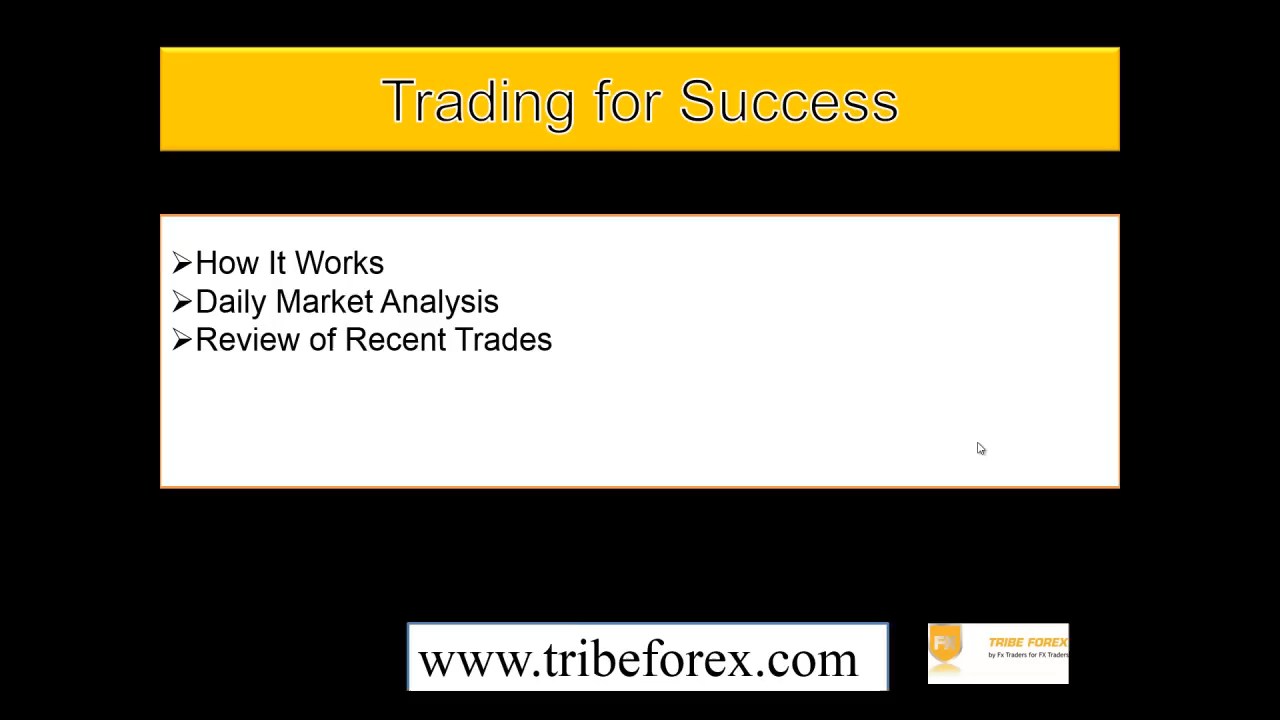 Trading for Success
➢How It Works
➢Daily Market Analysis
➢Review of Recent Trades
www.tribeforex.com
FX
TRIBE FOREX
by Fx Traders for FX Traders